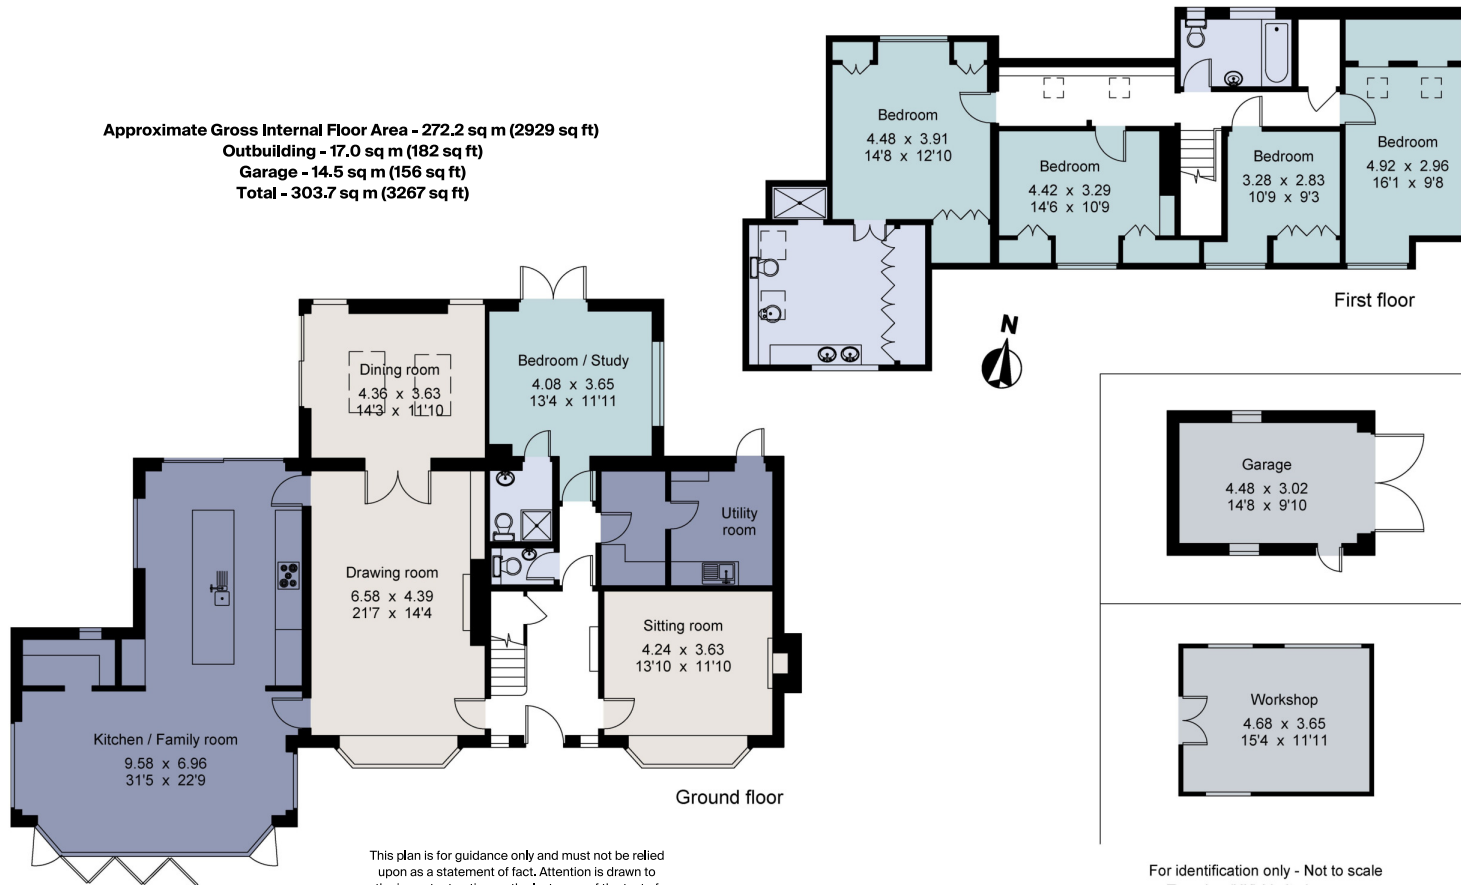 Approximate Gross Internal Floor Area - 272.2 sq m (2929 sq ft)
Outbuilding - 17.0 sq m (182 sq ft)
Garage - 14.5 sq m (156 sq ft)
Total - 303.7 sq m (3267 sq ft)
Bedroom
4.48 x 3.91
14'8 x 12'10
Bedroom
4.42 x 3.29
14'6 x 10'9
Bedroom
3.28 x 2.83
10'9 x 9'3
Bedroom
4.92 x 2.96
16'1 x 9'8
First floor
N
Dining room
4.36 x 3.63
14'3 x 11'10
Bedroom / Study
4.08 x 3.65
13'4 x 11'11
Utility
room
Drawing room
6.58 x 4.39
21'7 x 14'4
Sitting room
4.24 x 3.63
13'10 x 11'10
Kitchen / Family room
9.58 x 6.96
31'5 x 22'9
Ground floor
Garage
4.48 x 3.02
14'8 x 9'10
Workshop
4.68 x 3.65
15'4 x 11'11
This plan is for guidance only and must not be relied
upon as a statement of fact. Attention is drawn to
For identification only - Not to scale